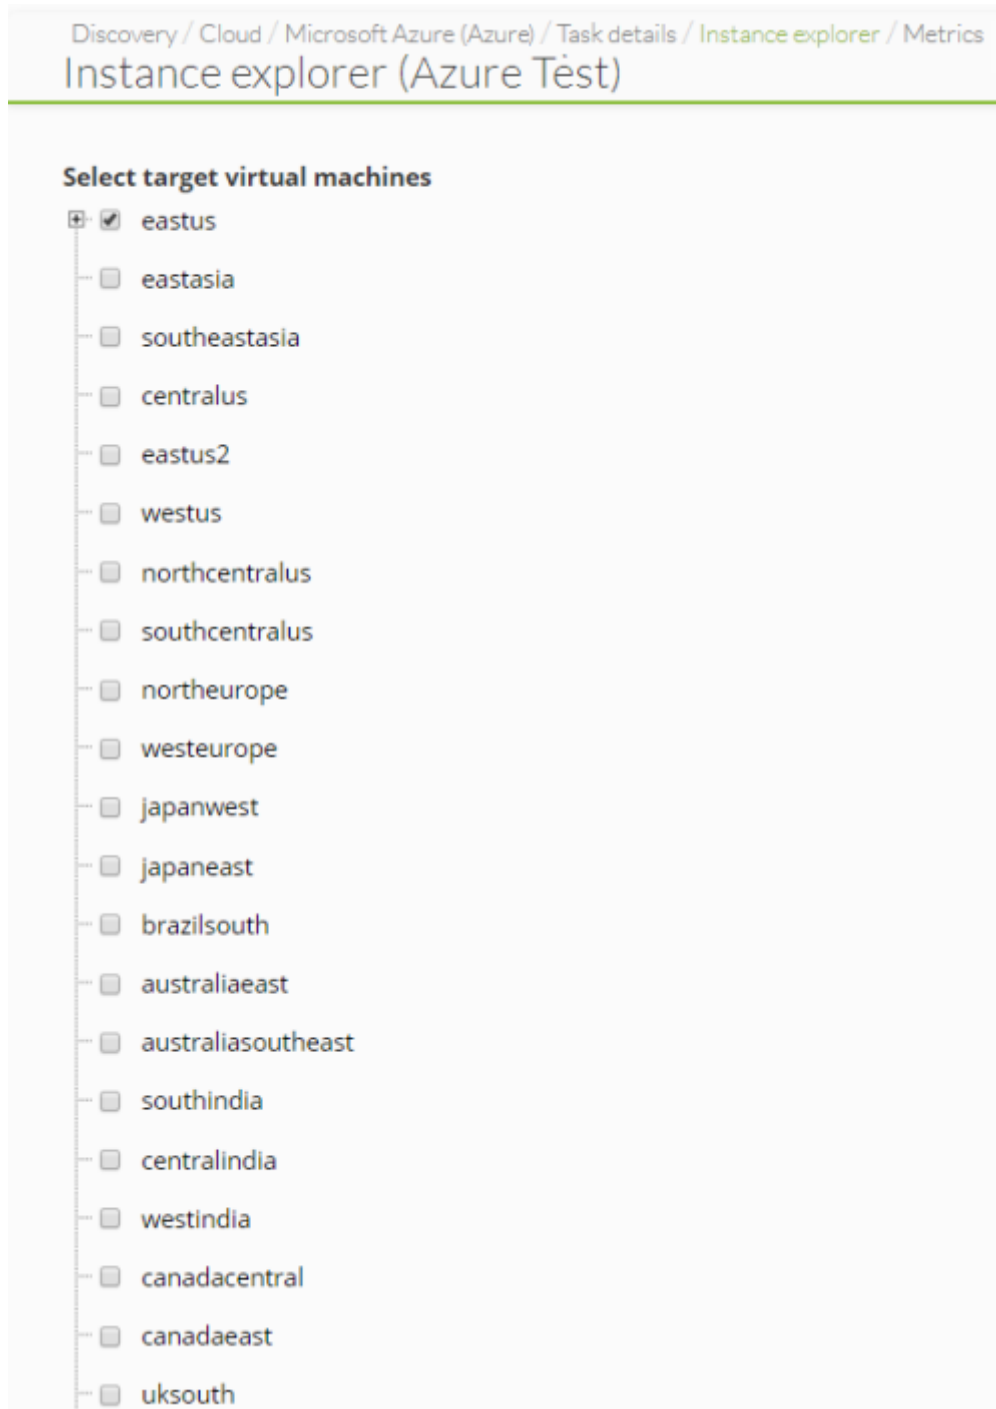 Discovery / Cloud / Microsoft Azure (Azure) / Task details / Instance explorer / Metrics
Instance explorer (Azure Test)
Select target virtual machines
eastus
eastasia
southeastasia
centralus
eastus2
westus
northcentralus
southcentralus
northeurope
westeurope
japanwest
japaneast
brazilsouth
australiaeast
australiasoutheast
southindia
centralindia
westindia
canadacentral
canadaeast
uksouth